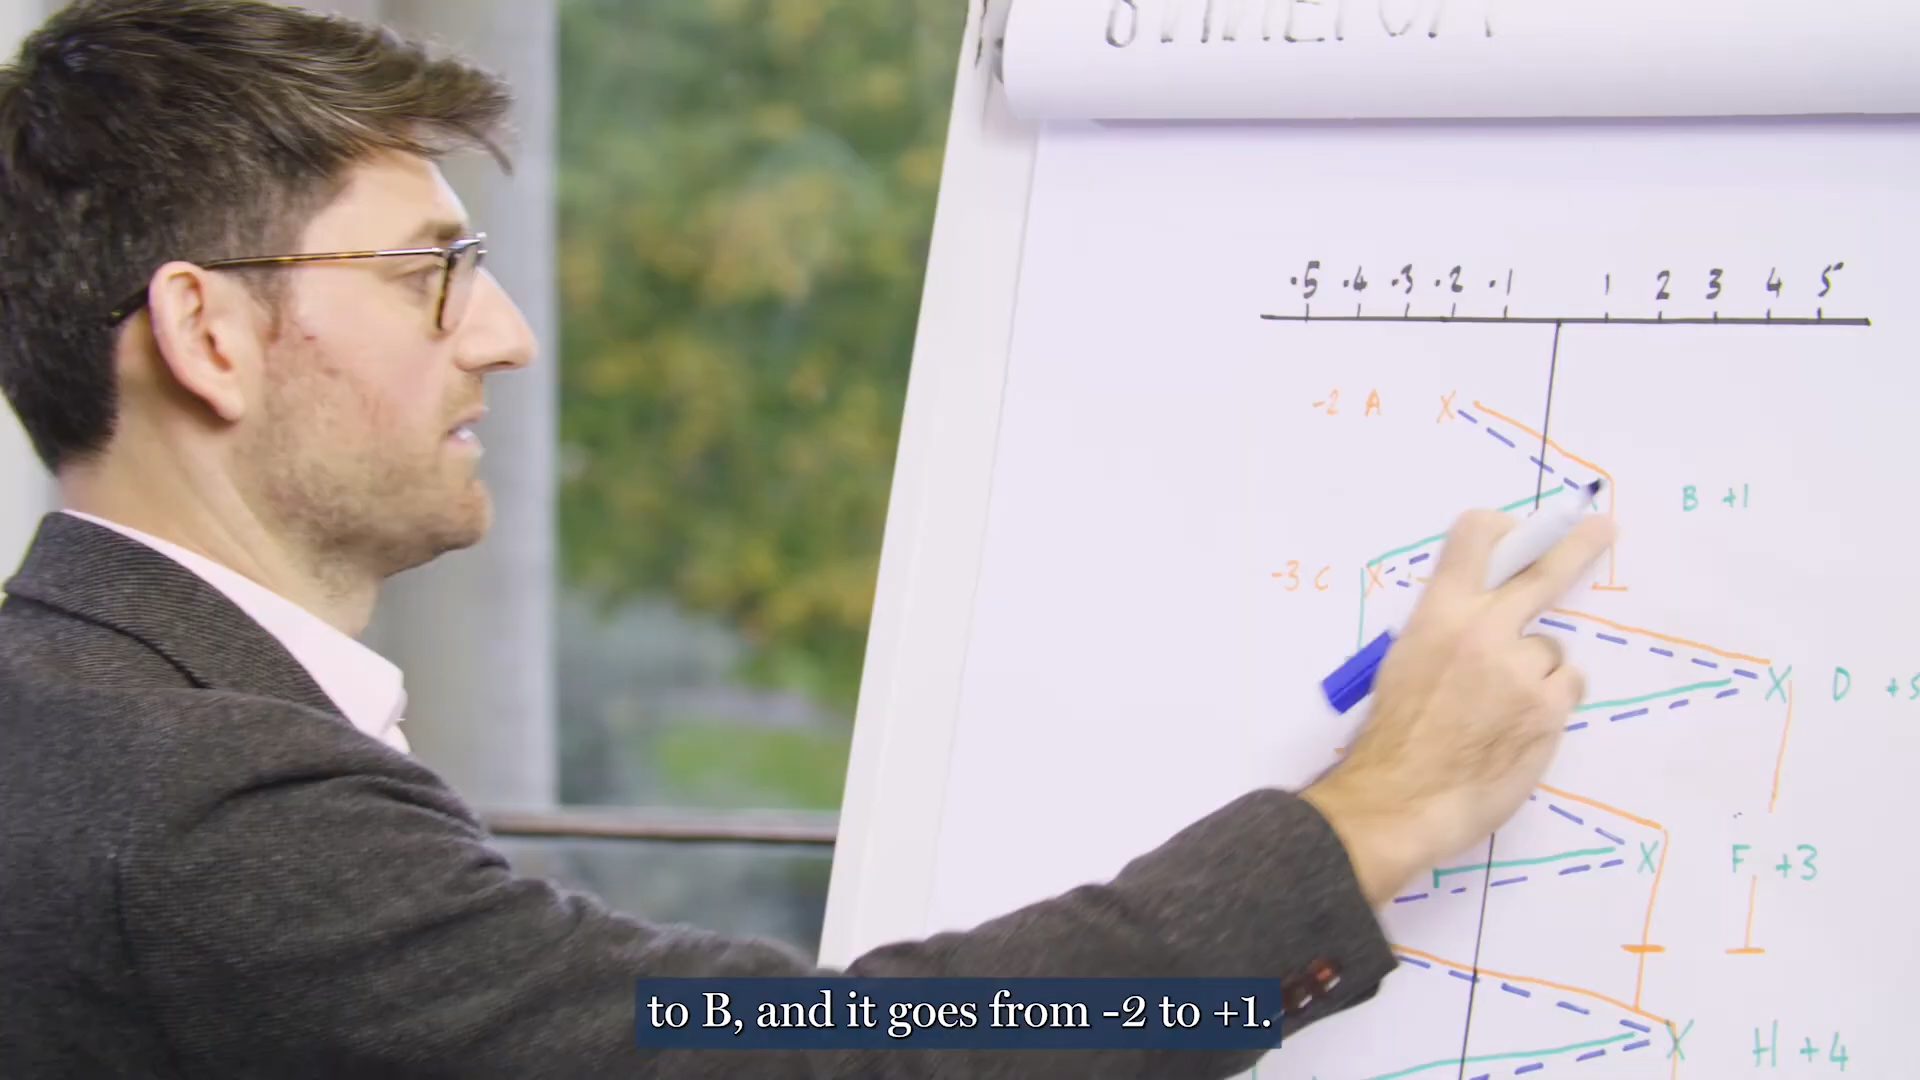 -5 -4 -3 -2 -1 1 2 3 4 5
-2 A X
X B +1
-3 C X
X D +5
X F +3
X H +4
to B, and it goes from -2 to +1.